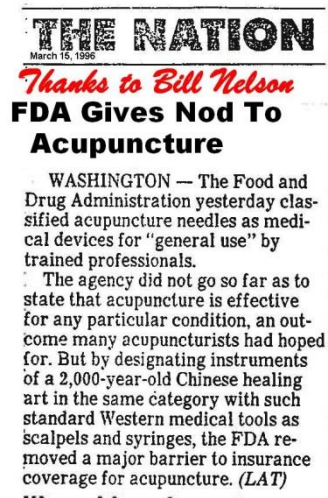 THE NATION
March 15, 1996
Thanks to Bill Nelson
FDA Gives Nod To
Acupuncture
WASHINGTON — The Food and
Drug Administration yesterday clas-
sified acupuncture needles as medi-
cal devices for "general use" by
trained professionals.
The agency did not go so far as to
state that acupuncture is effective
for any particular condition, an out-
come many acupuncturists had hoped
for. But by designating instruments
of a 2,000-year-old Chinese healing
art in the same category with such
standard Western medical tools as
scalpels and syringes, the FDA re-
moved a major barrier to insurance
coverage for acupuncture. (LAT)